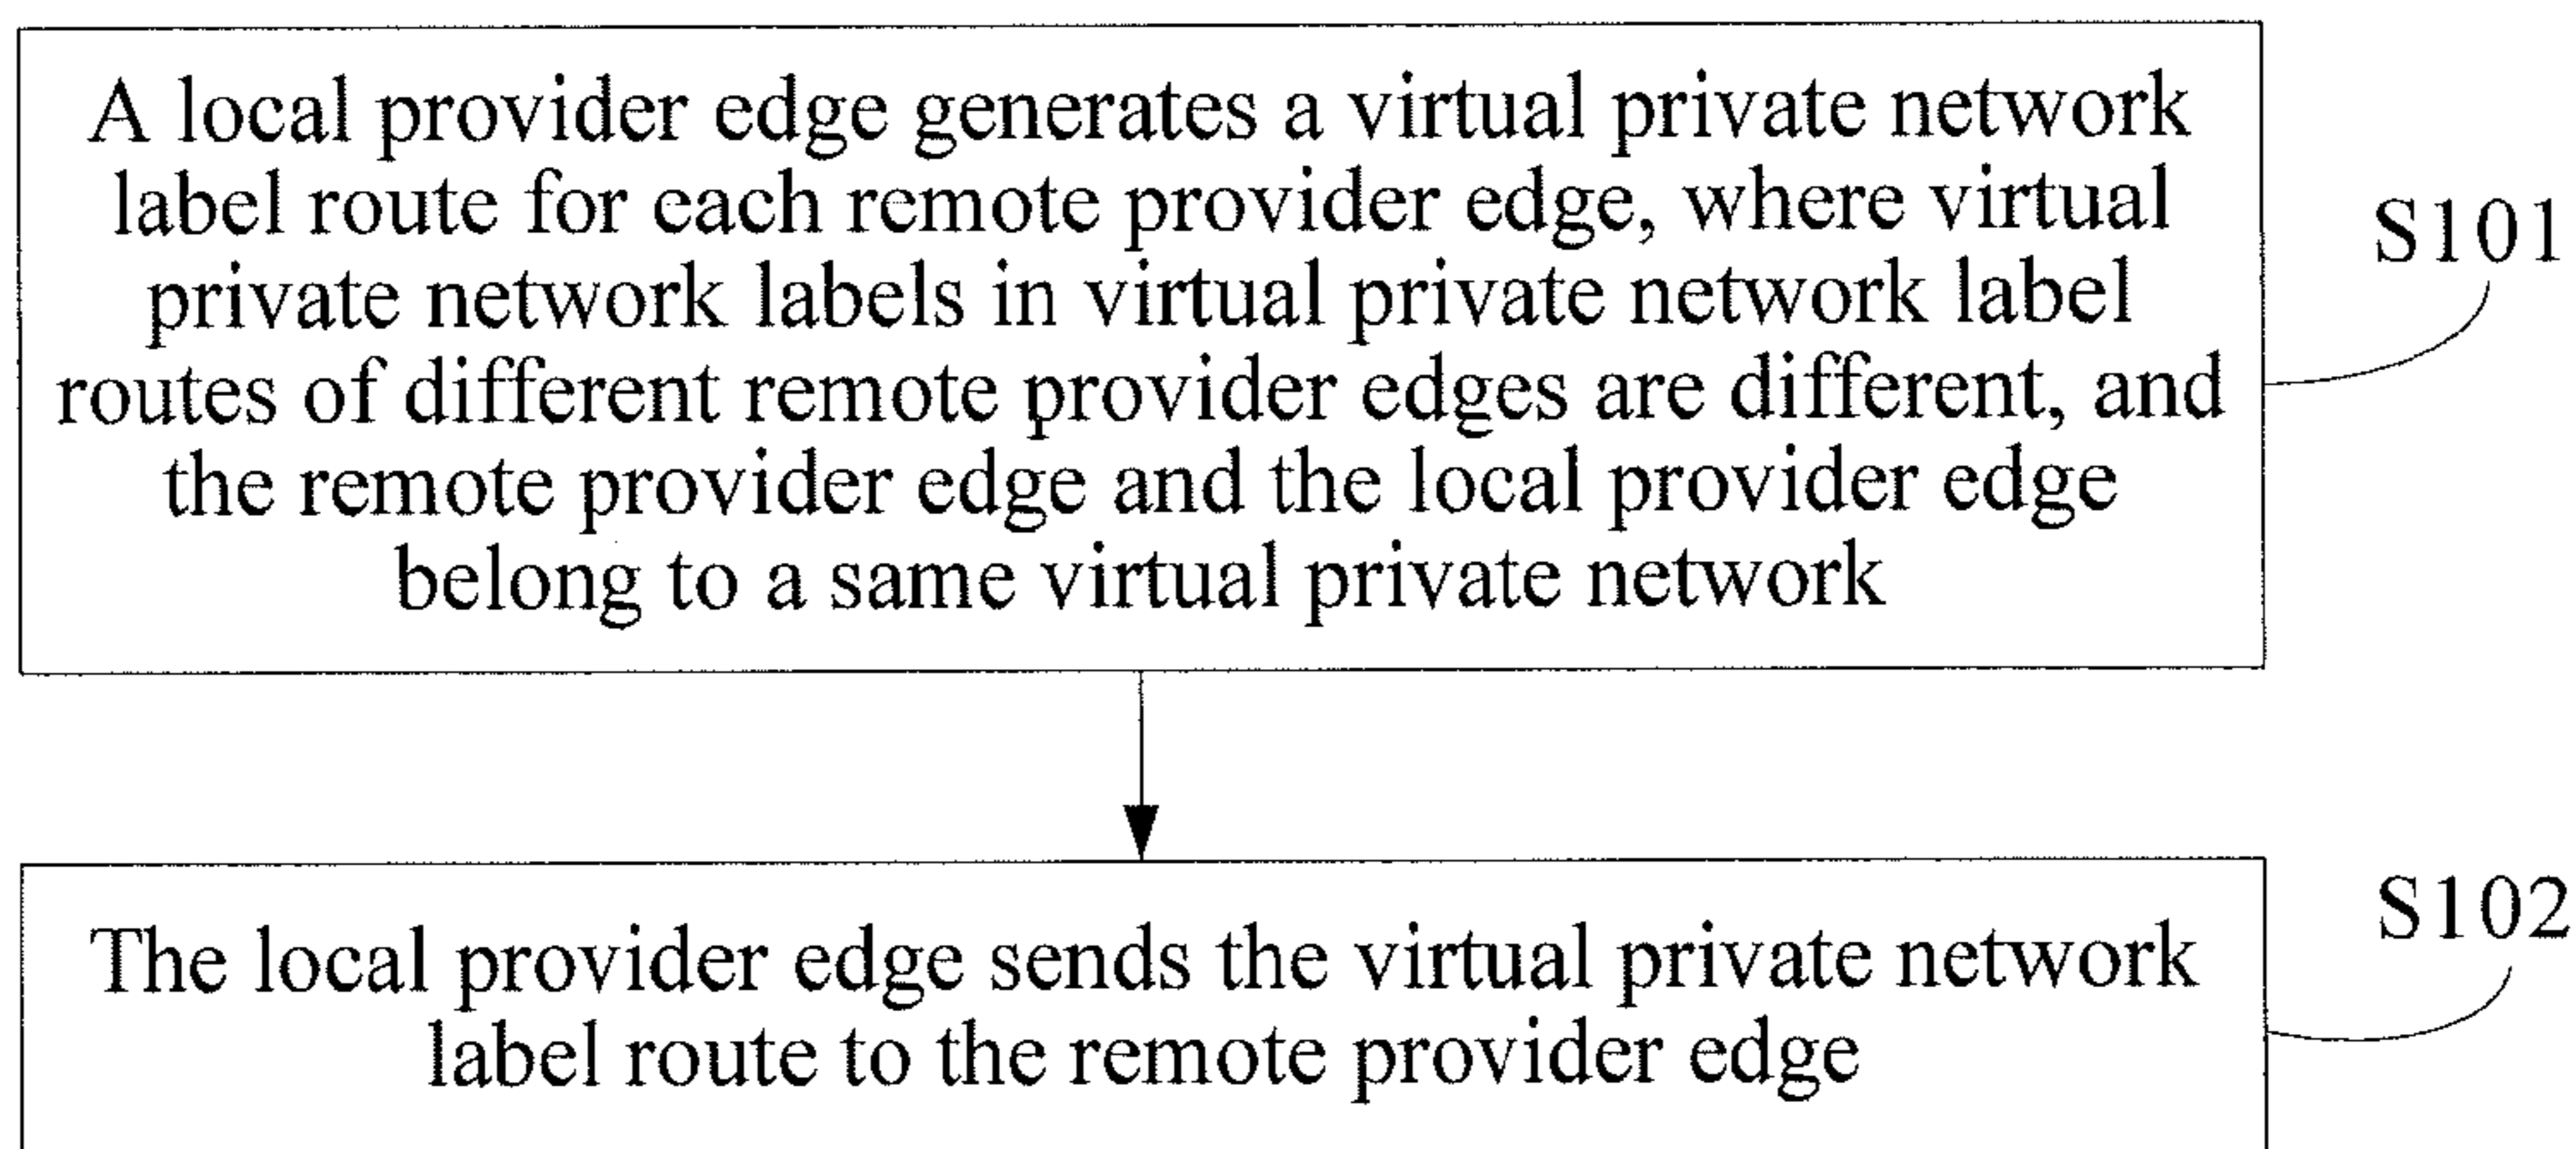 A local provider edge generates a virtual private network
label route for each remote provider edge, where virtual
private network labels in virtual private network label
routes of different remote provider edges are different, and
the remote provider edge and the local provider edge
belong to a same virtual private network
S101
The local provider edge sends the virtual private network
label route to the remote provider edge
S102